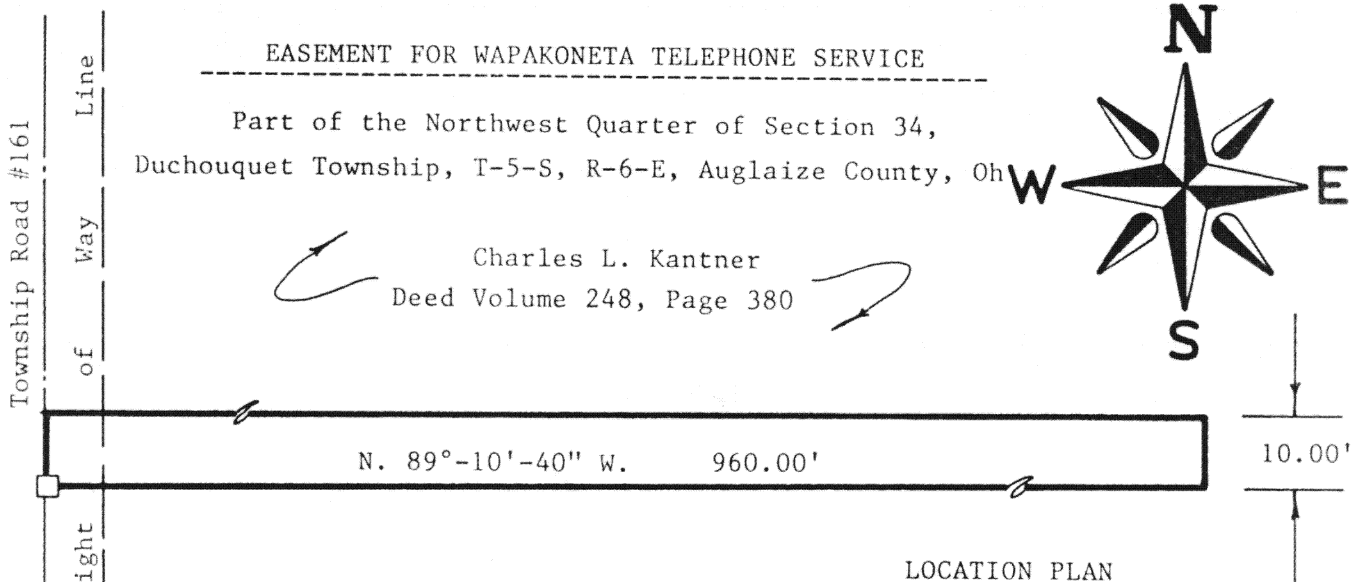 N
EASEMENT FOR WAPAKONETA TELEPHONE SERVICE
Part of the Northwest Quarter of Section 34,
Duchouquet Township, T-5-S, R-6-E, Auglaize County, Oh
W
E
S
Charles L. Kantner
Deed Volume 248, Page 380
Township Road #161
ight of Way Line
N. 89°-10'-40" W. 960.00'
10.00'
LOCATION PLAN